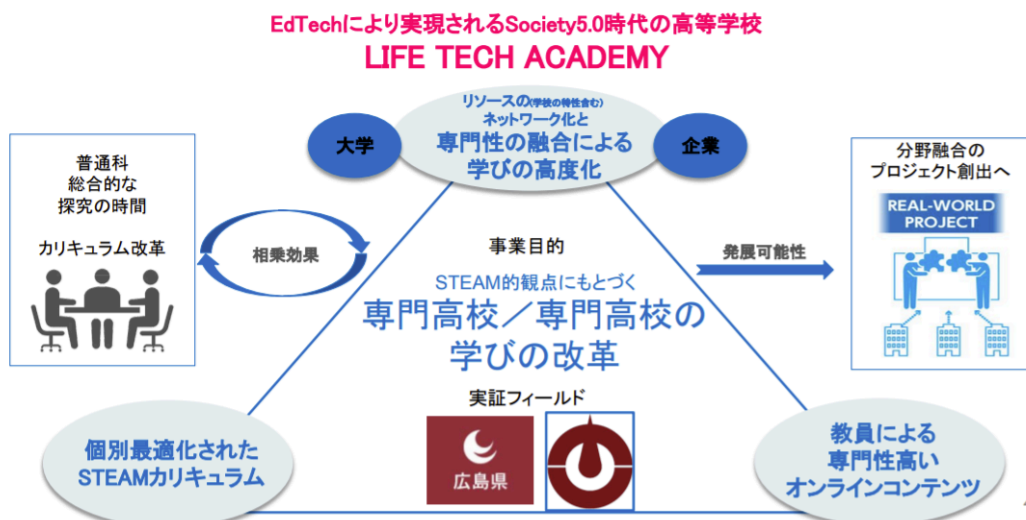 EdTechにより実現されるSociety5.0時代の高等学校
LIFE TECH ACADEMY
リソースの(学校の特性含む)
ネットワーク化と
専門性の融合による
学びの高度化
大学
企業
普通科
総合的な
探究の時間
カリキュラム改革
相乗効果
事業目的
STEAM的観点にもとづく
専門高校／専門高校の
学びの改革
発展可能性
分野融合の
プロジェクト創出へ
REAL-WORLD
PROJECT
実証フィールド
広島県
個別最適化された
STEAMカリキュラム
教員による
専門性高い
オンラインコンテンツ